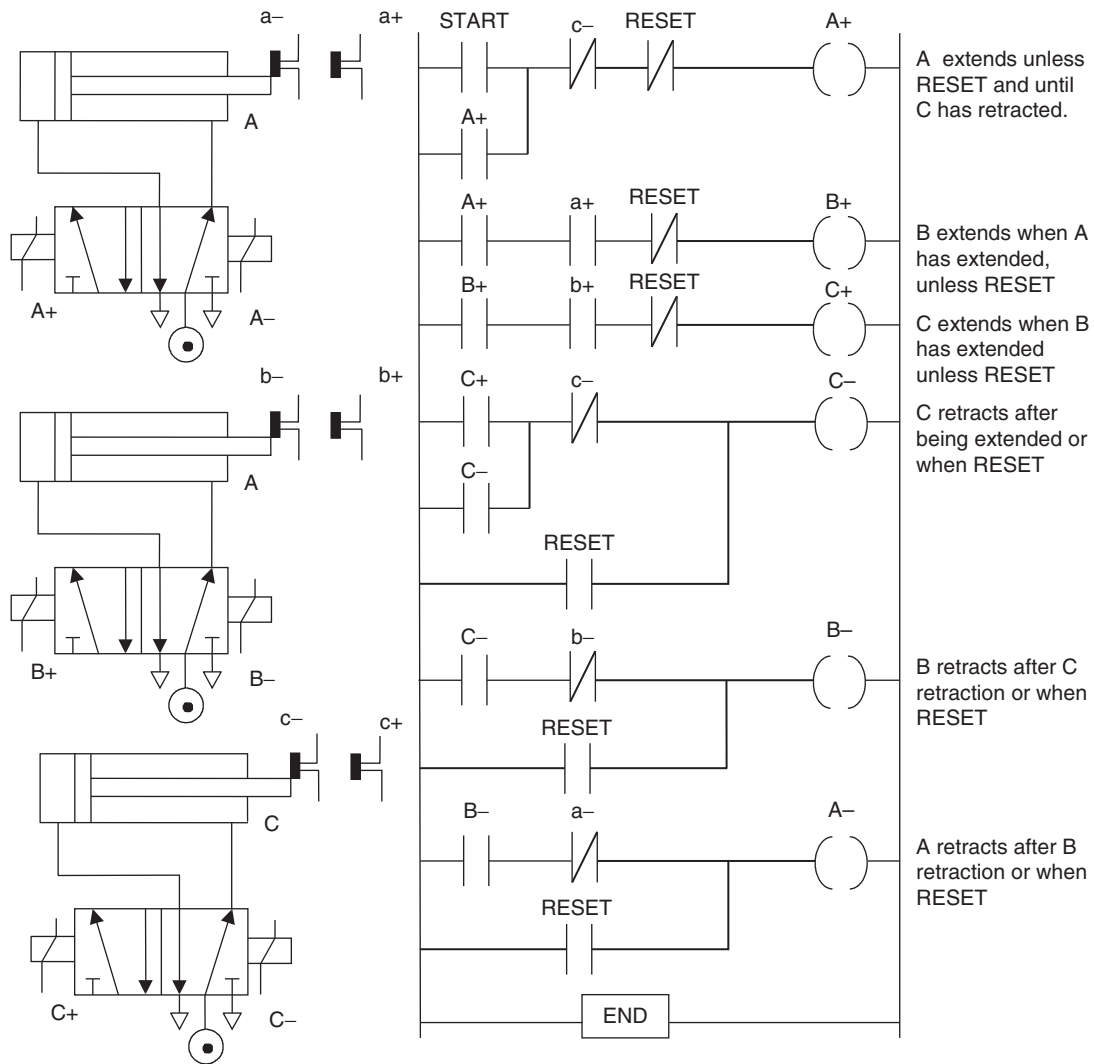 a− a+
A
A+ A−
b− b+
A
B+ B−
c− c+
C
C+ C−
START c− RESET A+
A extends unless
RESET and until
C has retracted.
A+
A+ a+ RESET B+
B extends when A
has extended,
unless RESET
B+ b+ RESET C+
C extends when B
has extended
unless RESET
C+ c− C−
C retracts after
being extended or
when RESET
C−
RESET
C− b− B−
B retracts after C
retraction or when
RESET
RESET
B− a− A−
A retracts after B
retraction or when
RESET
RESET
END